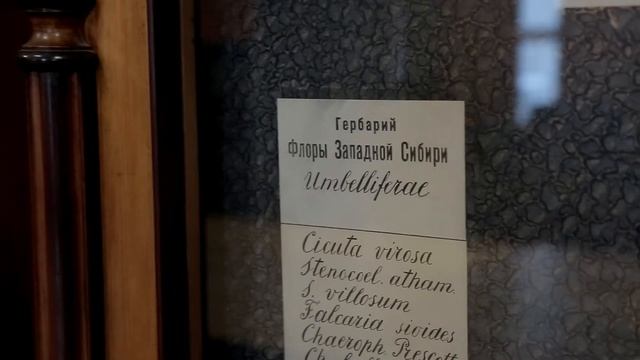 Гербарий
Флоры Западной Сибири
Umbelliferae
Cicuta virosa
Stenocoel. atham.
S. villosum
Falcaria sioides
Chaeroph. Prescott